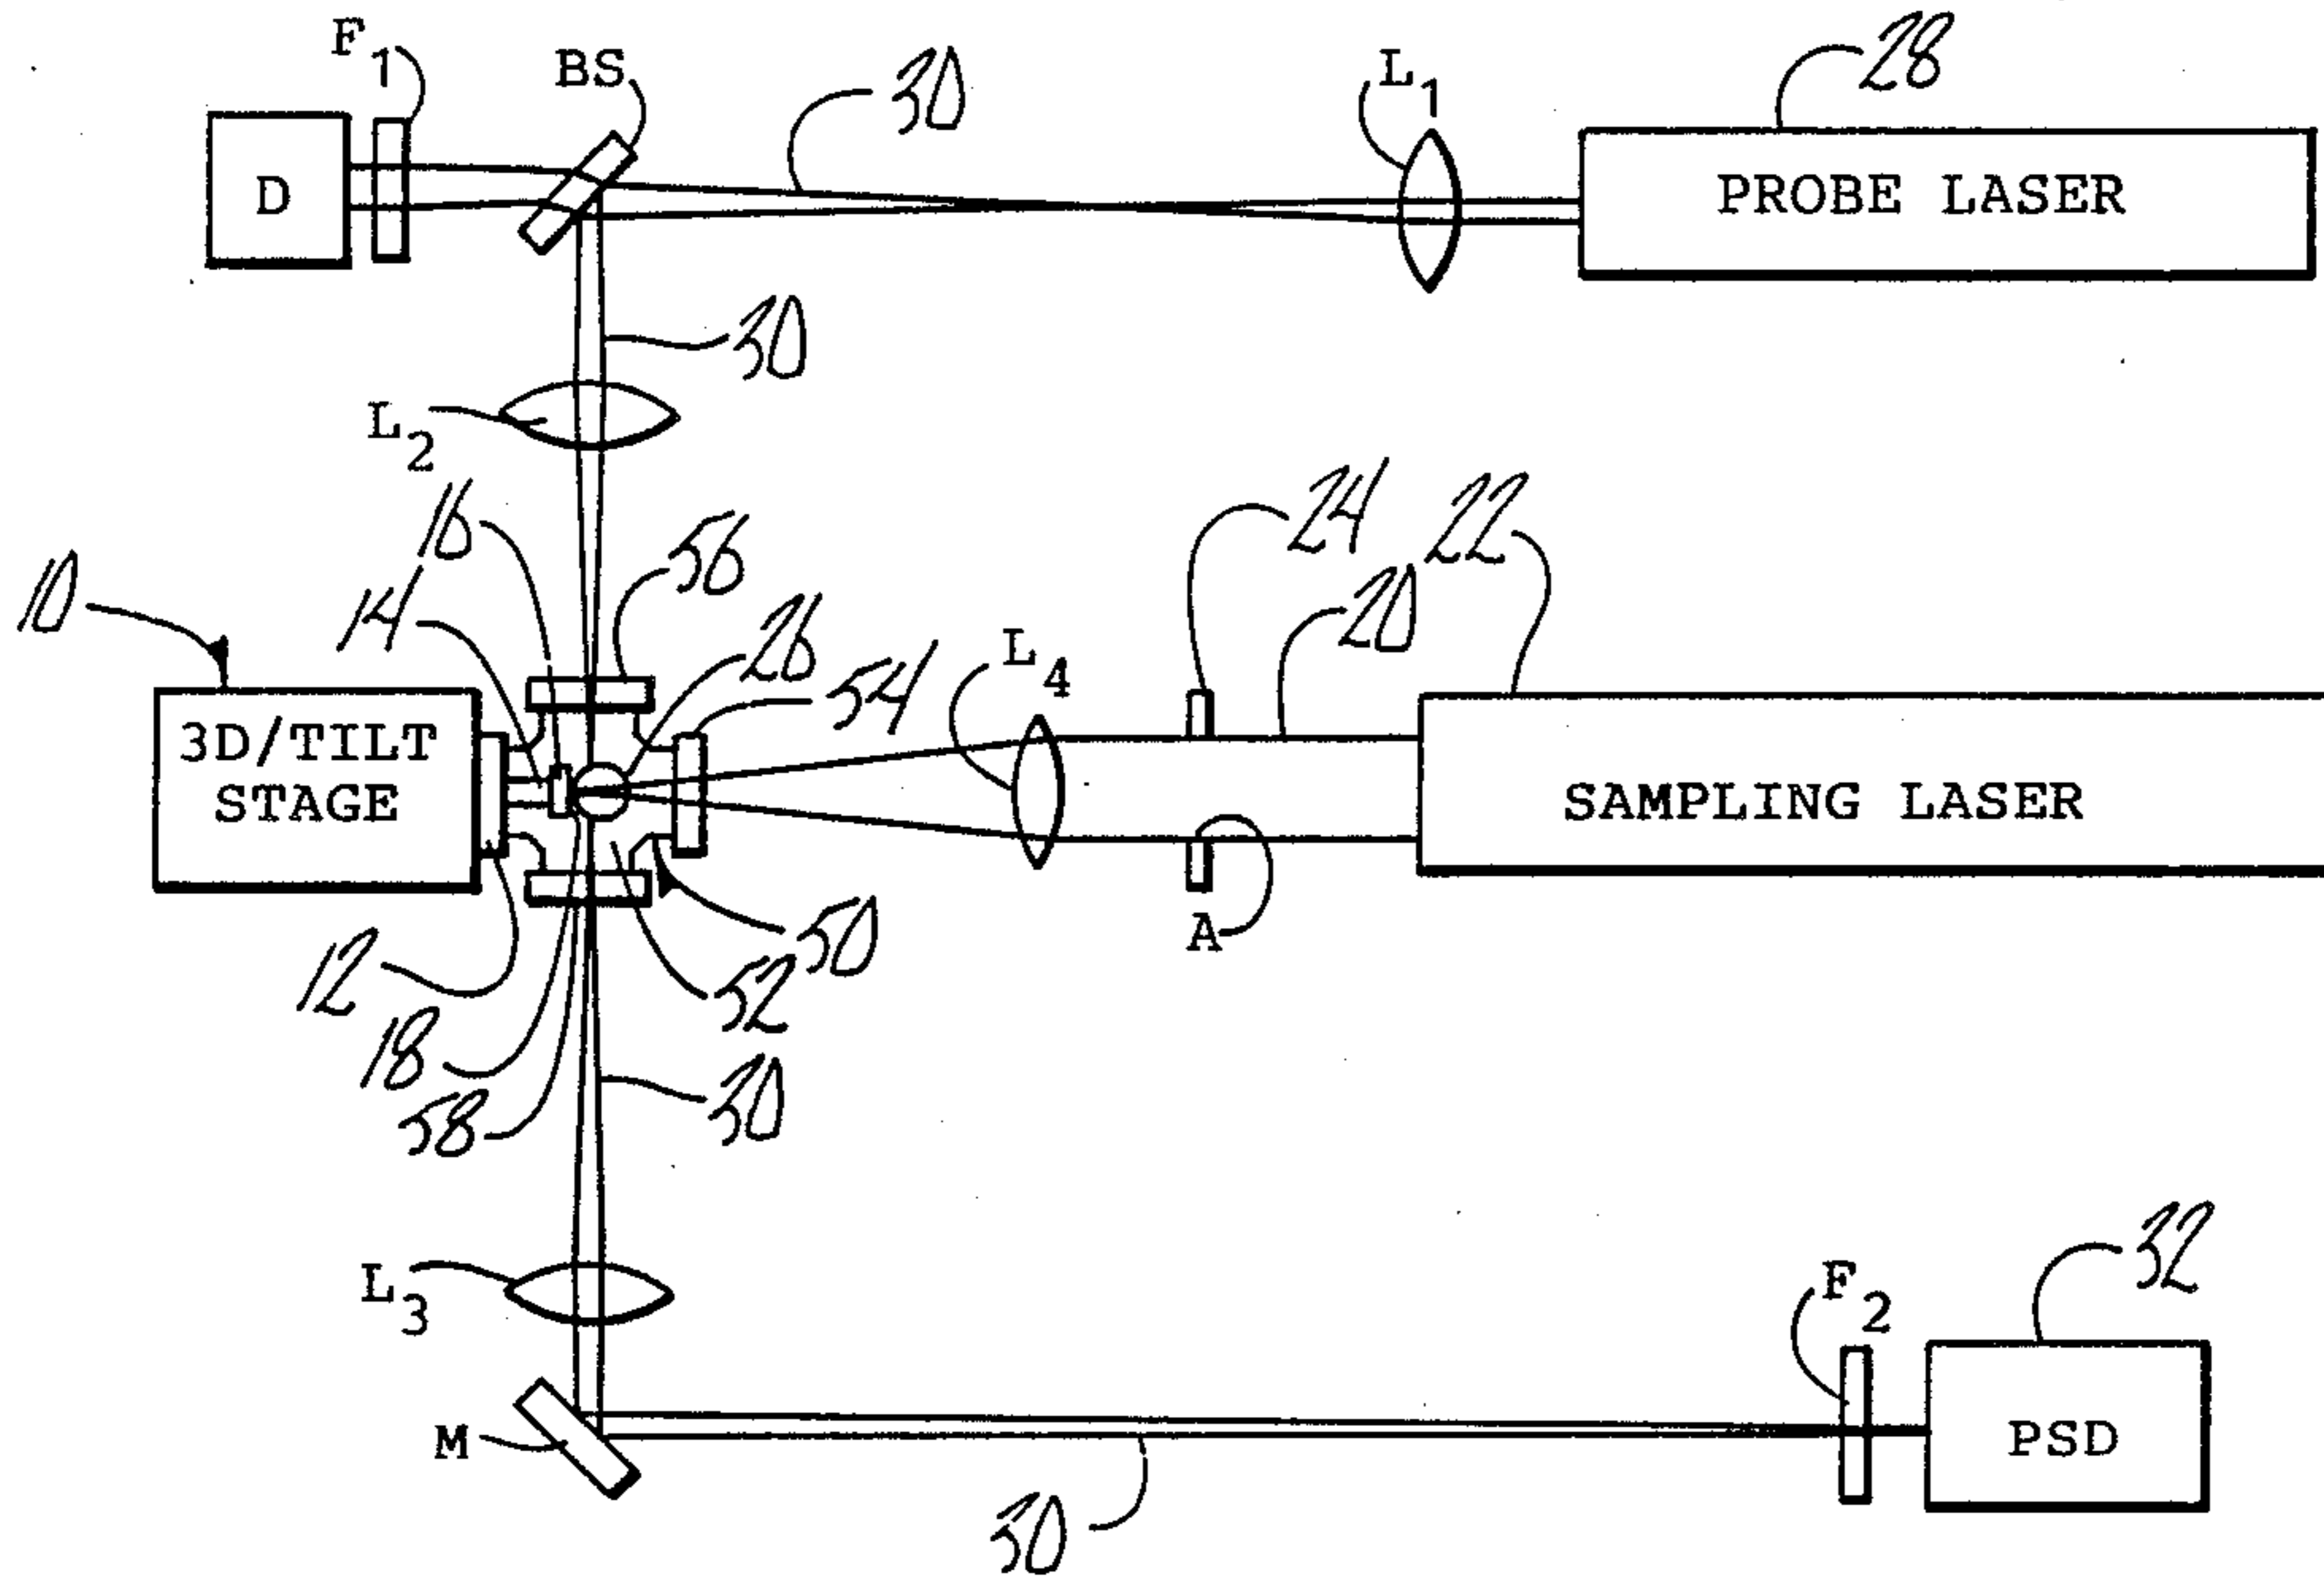 F1
BS
30
L1
28
D
PROBE LASER
30
L2
16
56
24
22
10
14
26
54
L4
20
3D/TILT
STAGE
SAMPLING LASER
A
12
50
52
18
58
30
L3
F2
32
M
PSD
30